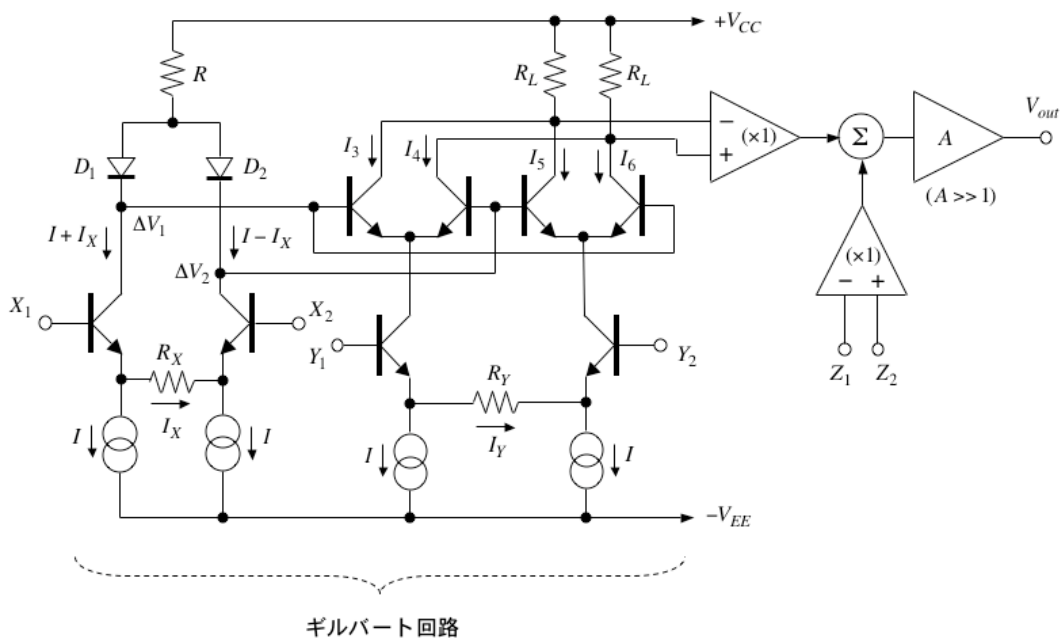 +V_CC
R
R_L
R_L
V_out
I_3
I_4
I_5
I_6
−
+
(×1)
Σ
A
(A >> 1)
D_1
D_2
ΔV_1
I + I_X
I − I_X
ΔV_2
(×1)
−
+
X_1
X_2
Y_1
Y_2
Z_1
Z_2
R_X
I_X
R_Y
I_Y
I
I
I
I
−V_EE
ギルバート回路